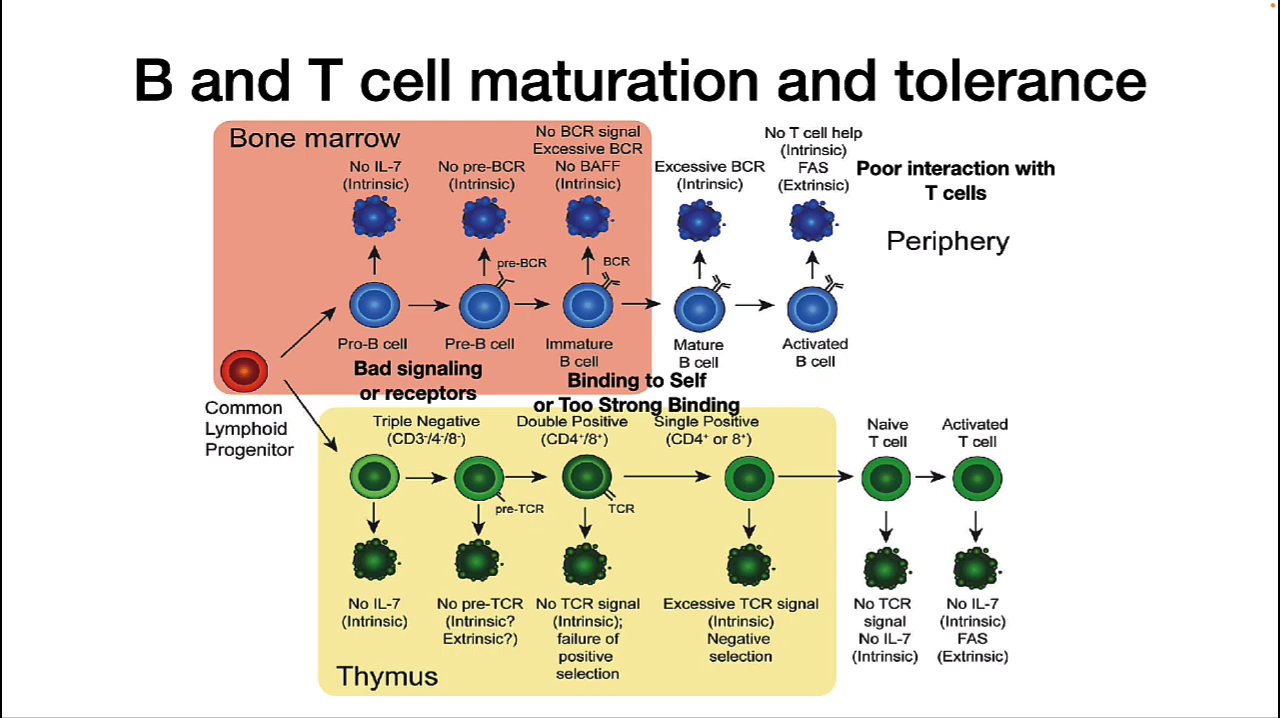 B and T cell maturation and tolerance
Bone marrow
No IL-7
(Intrinsic)
No pre-BCR
(Intrinsic)
No BCR signal
Excessive BCR
No BAFF
(Intrinsic)
Excessive BCR
(Intrinsic)
No T cell help
(Intrinsic)
FAS
(Extrinsic)
Poor interaction with
T cells
Periphery
pre-BCR
BCR
Pro-B cell
Pre-B cell
Immature
B cell
Mature
B cell
Activated
B cell
Bad signaling
or receptors
Binding to Self
or Too Strong Binding
Common
Lymphoid
Progenitor
Triple Negative
(CD3⁻/4⁻/8⁻)
Double Positive
(CD4⁺/8⁺)
Single Positive
(CD4⁺ or 8⁺)
Naive
T cell
Activated
T cell
pre-TCR
TCR
No IL-7
(Intrinsic)
No pre-TCR
(Intrinsic?
Extrinsic?)
No TCR signal
(Intrinsic);
failure of
positive
selection
Excessive TCR signal
(Intrinsic)
Negative
selection
No TCR
signal
No IL-7
(Intrinsic)
No IL-7
(Intrinsic)
FAS
(Extrinsic)
Thymus